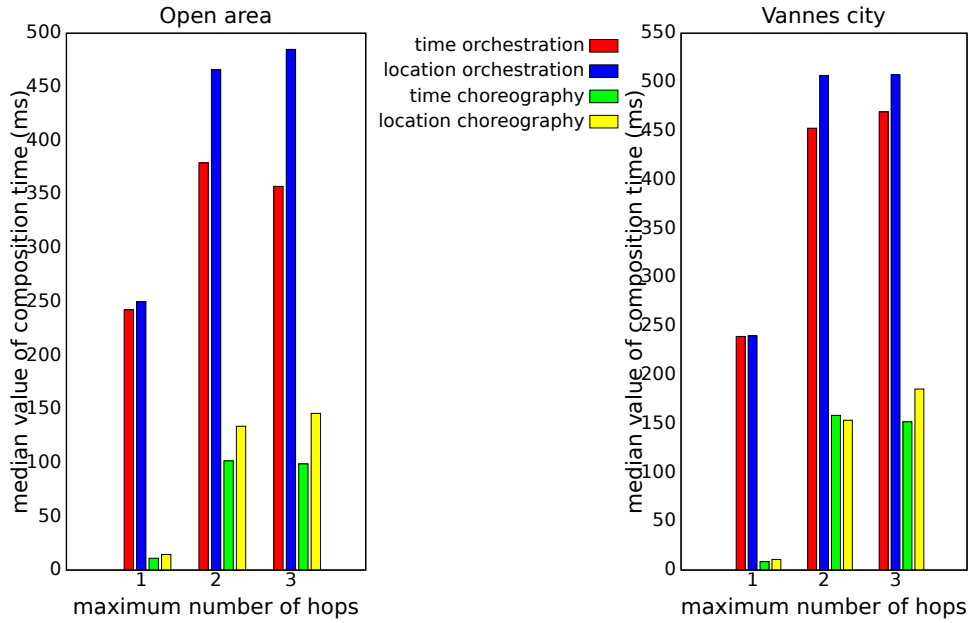 Open area
median value of composition time (ms)
500
450
400
350
300
250
200
150
100
50
0
1 2 3
maximum number of hops
time orchestration
location orchestration
time choreography
location choreography
Vannes city
median value of composition time (ms)
550
500
450
400
350
300
250
200
150
100
50
0
1 2 3
maximum number of hops